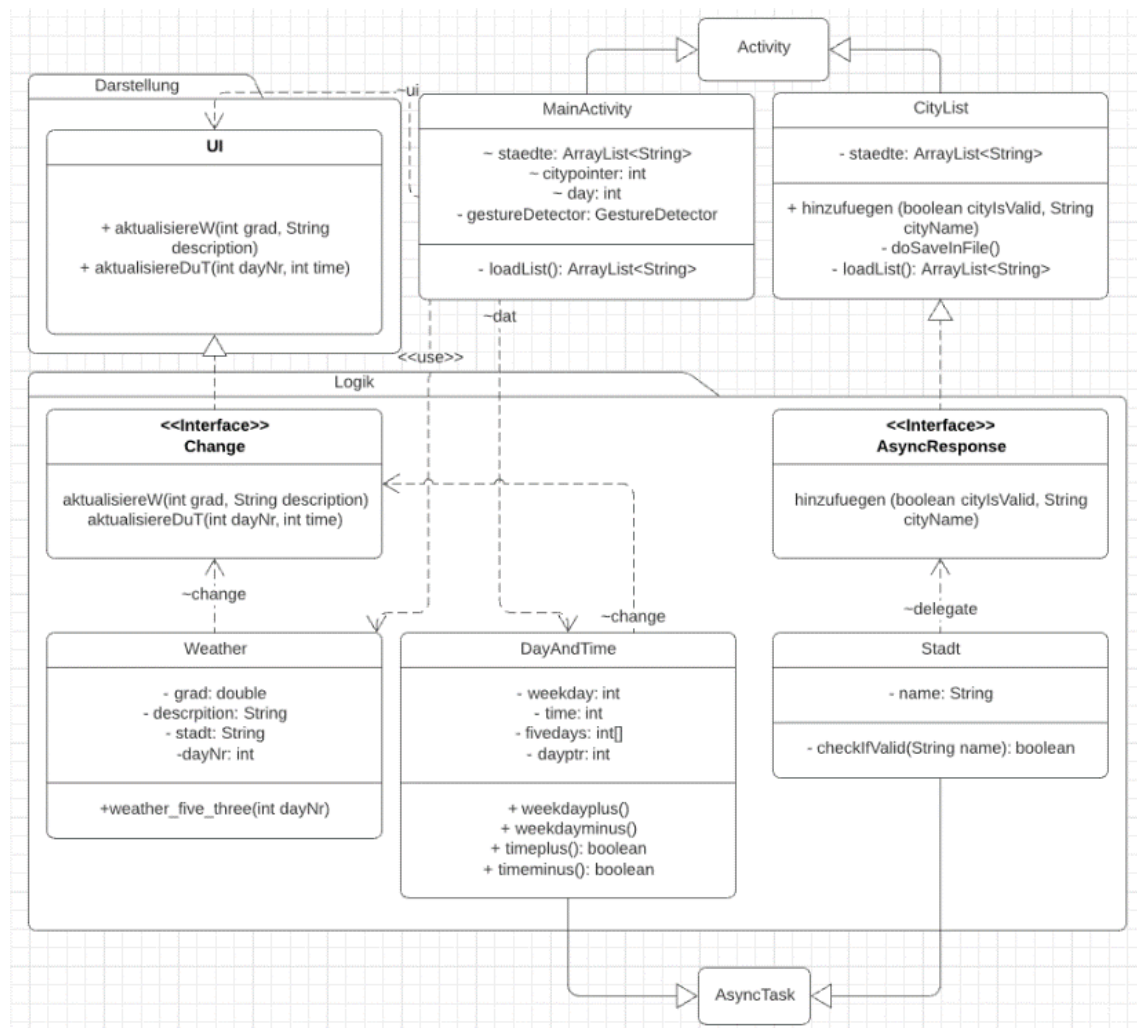 Activity
Darstellung
~ui
UI
+ aktualisiereW(int grad, String
description)
+ aktualisiereDuT(int dayNr, int time)
MainActivity
~ staedte: ArrayList<String>
~ citypointer: int
~ day: int
- gestureDetector: GestureDetector
- loadList(): ArrayList<String>
CityList
- staedte: ArrayList<String>
+ hinzufuegen (boolean cityIsValid, String
cityName)
- doSaveInFile()
- loadList(): ArrayList<String>
~dat
<<use>>
Logik
<<Interface>>
Change
aktualisiereW(int grad, String description)
aktualisiereDuT(int dayNr, int time)
<<Interface>>
AsyncResponse
hinzufuegen (boolean cityIsValid, String
cityName)
~change
~change
~delegate
Weather
- grad: double
- descrpition: String
- stadt: String
-dayNr: int
+weather_five_three(int dayNr)
DayAndTime
- weekday: int
- time: int
- fivedays: int[]
- dayptr: int
+ weekdayplus()
+ weekdayminus()
+ timeplus(): boolean
+ timeminus(): boolean
Stadt
- name: String
- checkIfValid(String name): boolean
AsyncTask